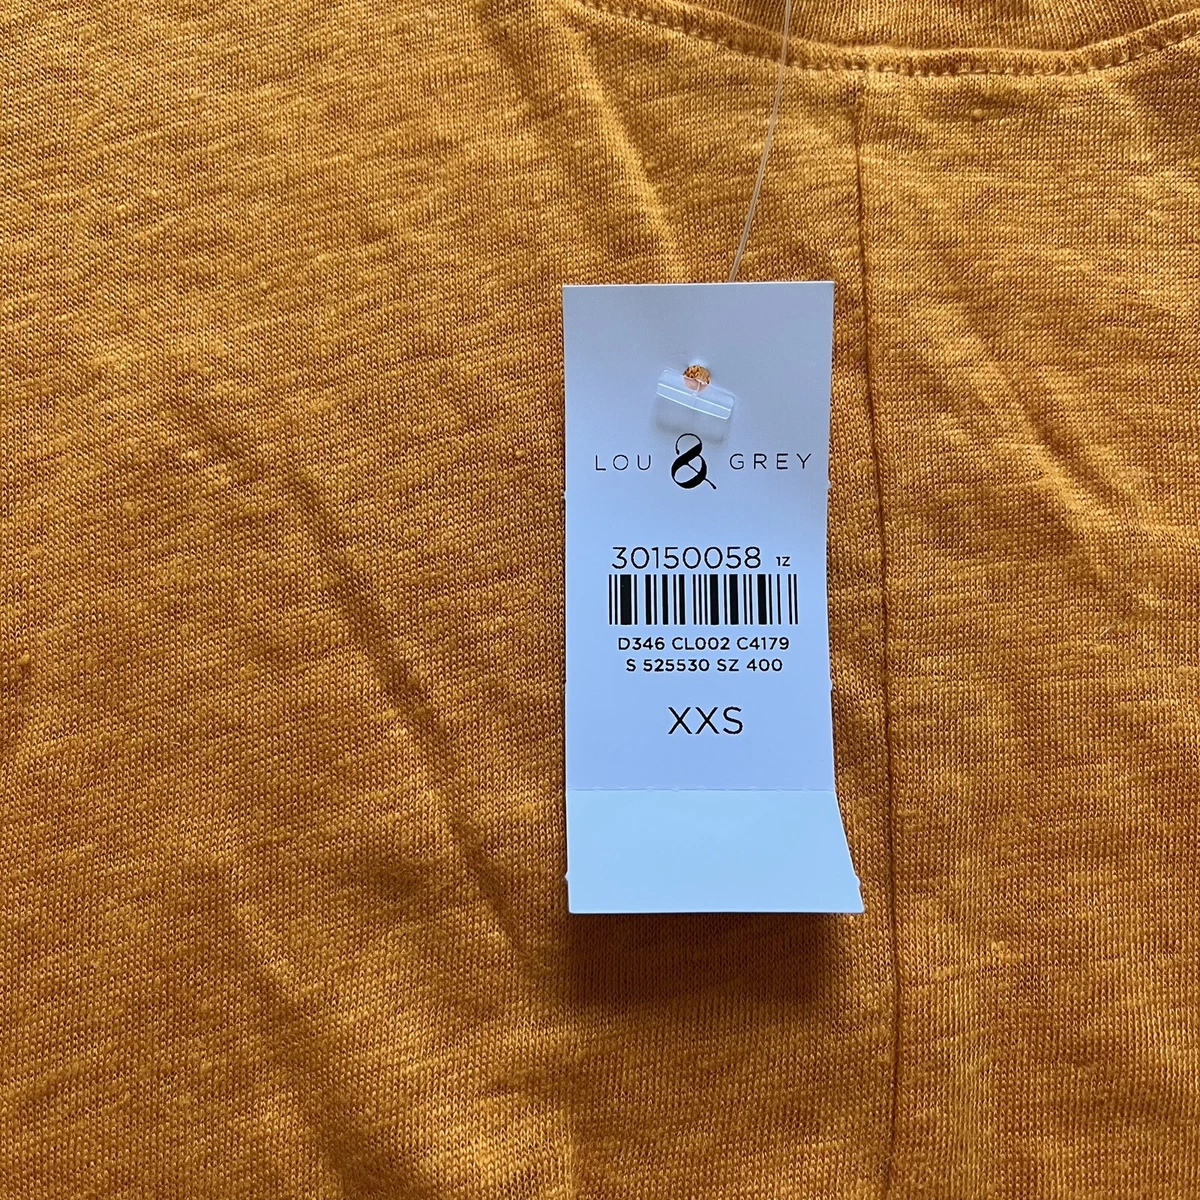 LOU & GREY
30150058 1Z
D346 CL002 C4179
S 525530 SZ 400
XXS